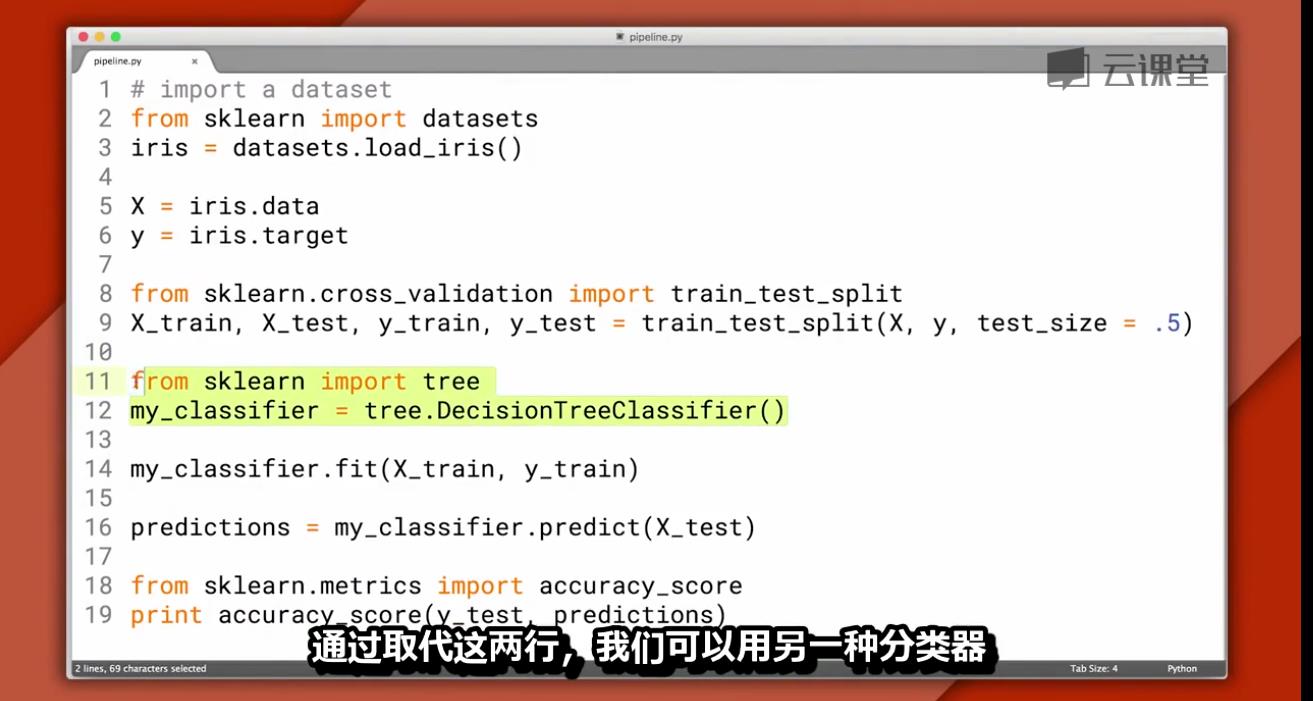 pipeline.py
pipeline.py ×
云课堂
1 # import a dataset
2 from sklearn import datasets
3 iris = datasets.load_iris()
4
5 X = iris.data
6 y = iris.target
7
8 from sklearn.cross_validation import train_test_split
9 X_train, X_test, y_train, y_test = train_test_split(X, y, test_size = .5)
10
11 from sklearn import tree
12 my_classifier = tree.DecisionTreeClassifier()
13
14 my_classifier.fit(X_train, y_train)
15
16 predictions = my_classifier.predict(X_test)
17
18 from sklearn.metrics import accuracy_score
19 print accuracy_score(y_test, predictions)
通过取代这两行，我们可以用另一种分类器
2 lines, 69 characters selected
Tab Size: 4
Python